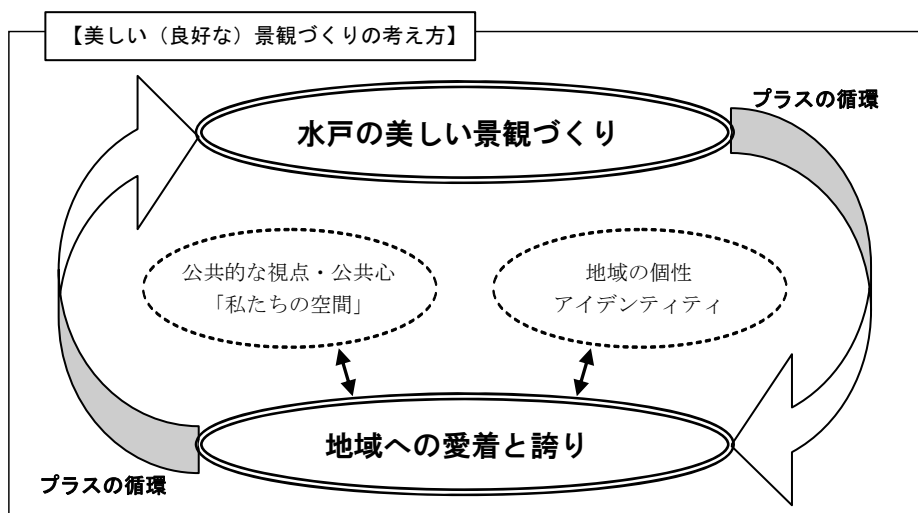 【美しい（良好な）景観づくりの考え方】
プラスの循環
水戸の美しい景観づくり
公共的な視点・公共心
「私たちの空間」
地域の個性
アイデンティティ
地域への愛着と誇り
プラスの循環